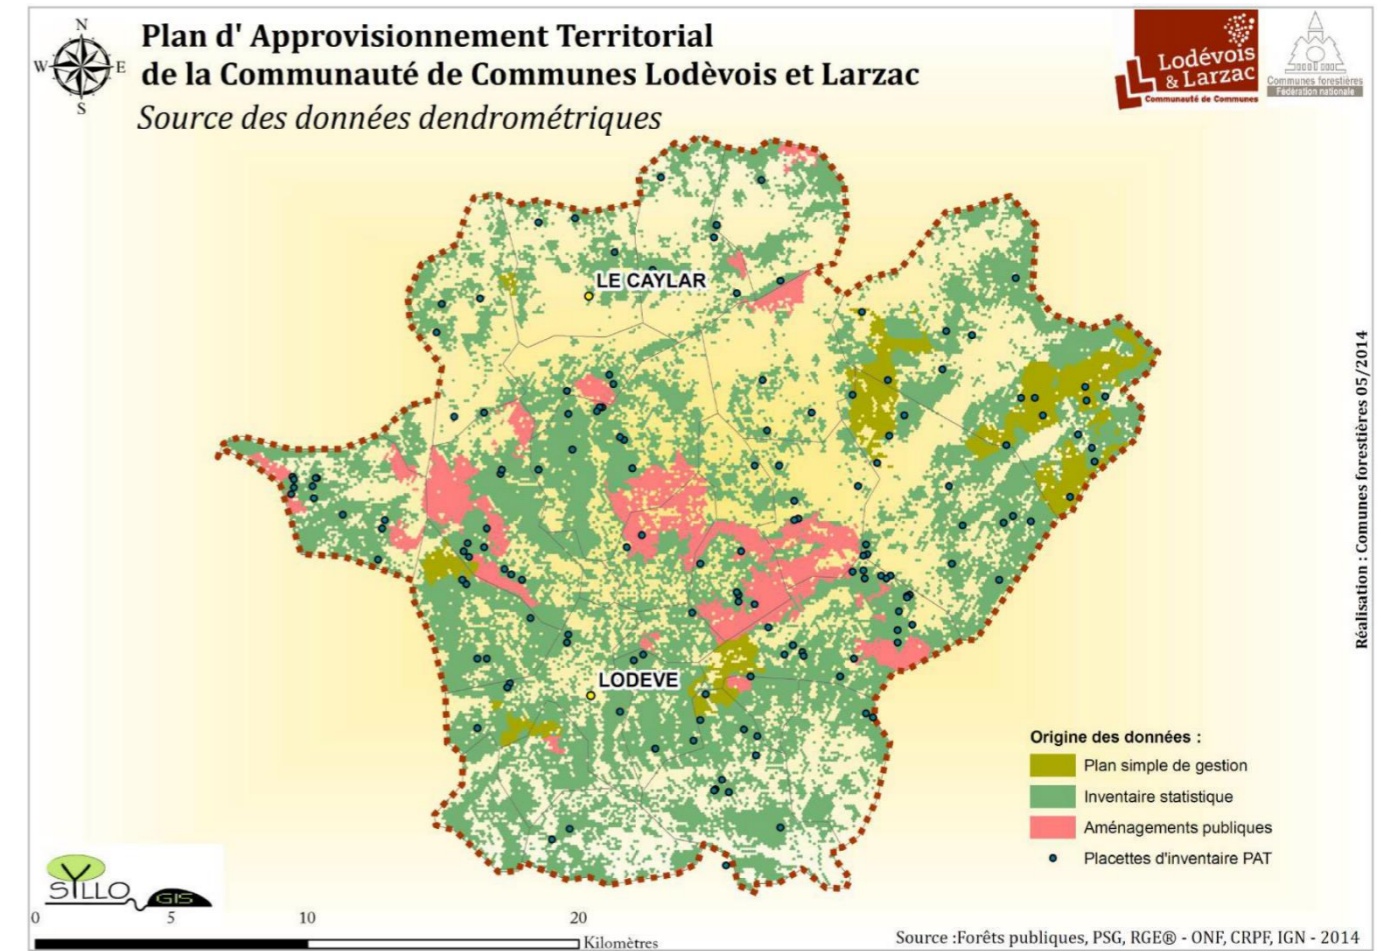 N
W E
S
Plan d' Approvisionnement Territorial
de la Communauté de Communes Lodèvois et Larzac
Source des données dendrométriques
Lodévois
& Larzac
Communauté de Communes
Communes forestières
Fédération nationale
LE CAYLAR
LODEVE
Réalisation : Comunes forestières 05/2014
Origine des données :
Plan simple de gestion
Inventaire statistique
Aménagements publiques
Placettes d'inventaire PAT
SYLLO GIS
0 5 10 20
Kilomètres
Source :Forêts publiques, PSG, RGE® - ONF, CRPF, IGN - 2014